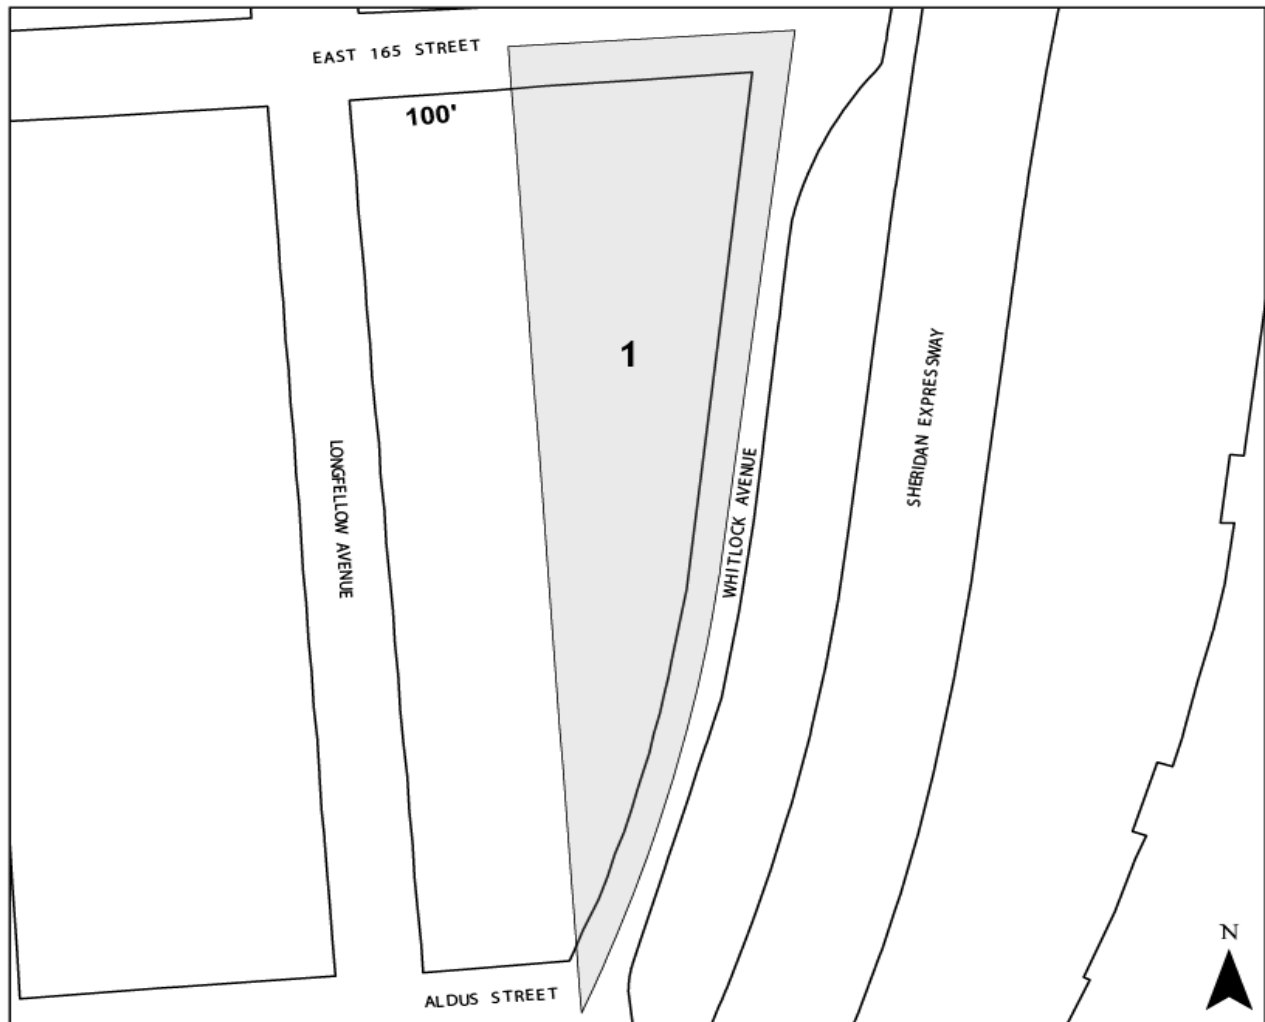 EAST 165 STREET
100'
1
LONGFELLOW AVENUE
WHITLOCK AVENUE
SHERIDAN EXPRESSWAY
ALDUS STREET
N